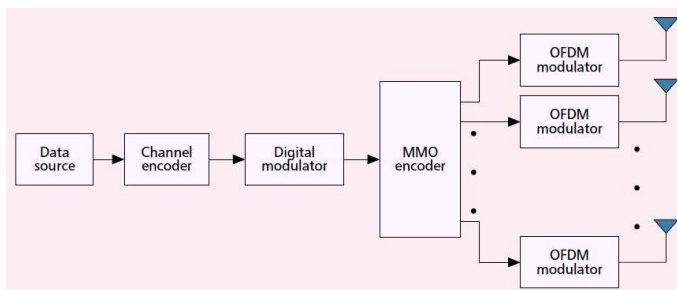 OFDM
modulator
OFDM
modulator
Data
source
Channel
encoder
Digital
modulator
MMO
encoder
OFDM
modulator